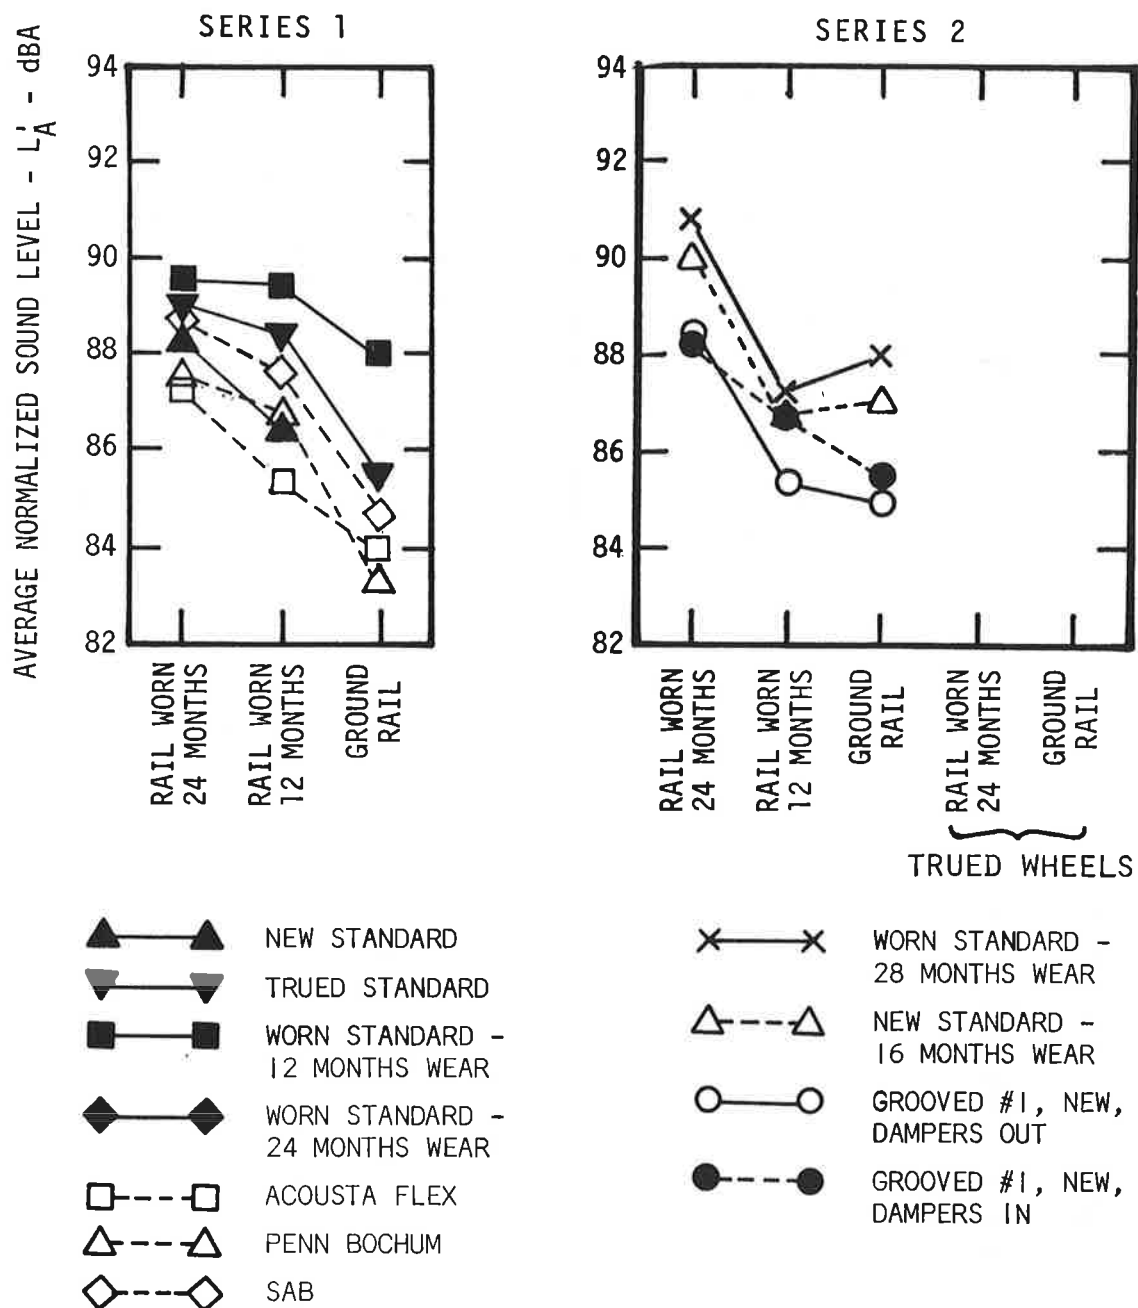 SERIES 1
SERIES 2
AVERAGE NORMALIZED SOUND LEVEL - L'A - dBA
94
92
90
88
86
84
82
94
92
90
88
86
84
82
RAIL WORN
24 MONTHS
RAIL WORN
12 MONTHS
GROUND
RAIL
RAIL WORN
24 MONTHS
RAIL WORN
12 MONTHS
GROUND
RAIL
RAIL WORN
24 MONTHS
GROUND
RAIL
TRUED WHEELS
NEW STANDARD
TRUED STANDARD
WORN STANDARD -
12 MONTHS WEAR
WORN STANDARD -
24 MONTHS WEAR
ACOUSTA FLEX
PENN BOCHUM
SAB
WORN STANDARD -
28 MONTHS WEAR
NEW STANDARD -
16 MONTHS WEAR
GROOVED #1, NEW,
DAMPERS OUT
GROOVED #1, NEW,
DAMPERS IN